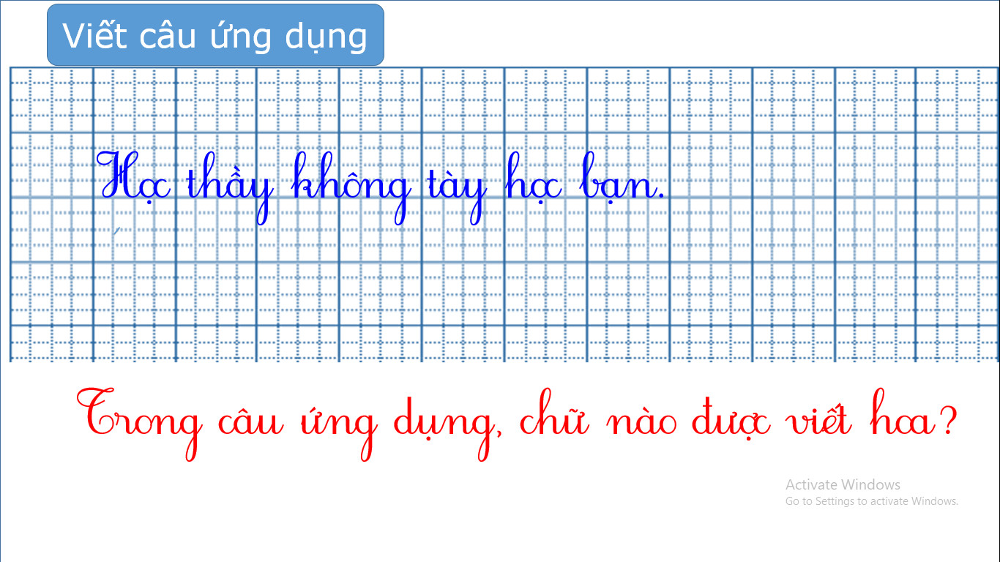 Viết câu ứng dụng
Học thầy không tày học bạn.
Trong câu ứng dụng, chữ nào được viết hoa?
Activate Windows
Go to Settings to activate Windows.